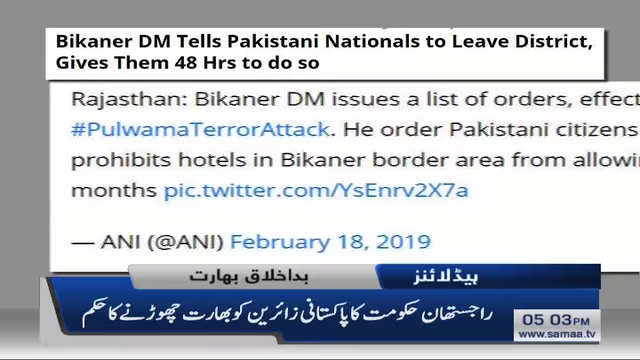 Bikaner DM Tells Pakistani Nationals to Leave District,
Gives Them 48 Hrs to do so
Rajasthan: Bikaner DM issues a list of orders, effect
#PulwamaTerrorAttack. He order Pakistani citizens
prohibits hotels in Bikaner border area from allowin
months pic.twitter.com/YsEnrv2X7a
— ANI (@ANI) February 18, 2019
ہیڈلائنز
بداخلاق بھارت
راجستھان حکومت کا پاکستانی زائرین کو بھارت چھوڑنے کا حکم
05 03PM
www.samaa.tv